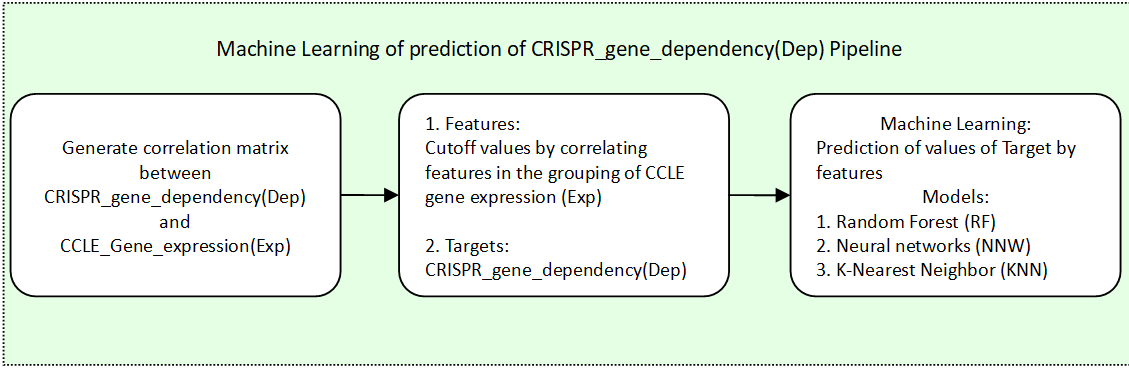 Machine Learning of prediction of CRISPR_gene_dependency(Dep) Pipeline
Generate correlation matrix
between
CRISPR_gene_dependency(Dep)
and
CCLE_Gene_expression(Exp)
1. Features:
Cutoff values by correlating
features in the grouping of CCLE
gene expression (Exp)
2. Targets:
CRISPR_gene_dependency(Dep)
Machine Learning:
Prediction of values of Target by
features
Models:
1. Random Forest (RF)
2. Neural networks (NNW)
3. K-Nearest Neighbor (KNN)